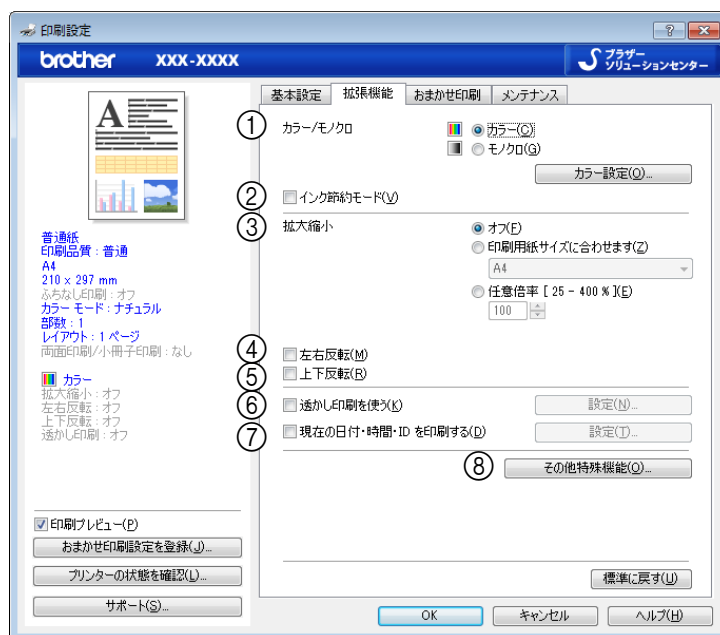 印刷設定
brother XXX-XXXX
ブラザー
ソリューションセンター
基本設定 拡張機能 おまかせ印刷 メンテナンス
A
普通紙
印刷品質 : 普通
A4
210 x 297 mm
ふちなし印刷 : オフ
カラー モード : ナチュラル
部数 : 1
レイアウト : 1 ページ
両面印刷/小冊子印刷 : なし
カラー
拡大縮小 : オフ
左右反転 : オフ
上下反転 : オフ
透かし印刷 : オフ
印刷プレビュー(P)
おまかせ印刷設定を登録(J)...
プリンターの状態を確認(L)...
サポート(S)...
① カラー/モノクロ
カラー(C)
モノクロ(G)
カラー設定(O)...
② インク節約モード(V)
③ 拡大縮小
オフ(F)
印刷用紙サイズに合わせます(Z)
A4
任意倍率 [ 25 - 400 % ](E)
100
④ 左右反転(M)
⑤ 上下反転(R)
⑥ 透かし印刷を使う(K) 設定(N)...
⑦ 現在の日付・時間・ID を印刷する(D) 設定(T)...
⑧ その他特殊機能(O)...
標準に戻す(U)
OK キャンセル ヘルプ(H)